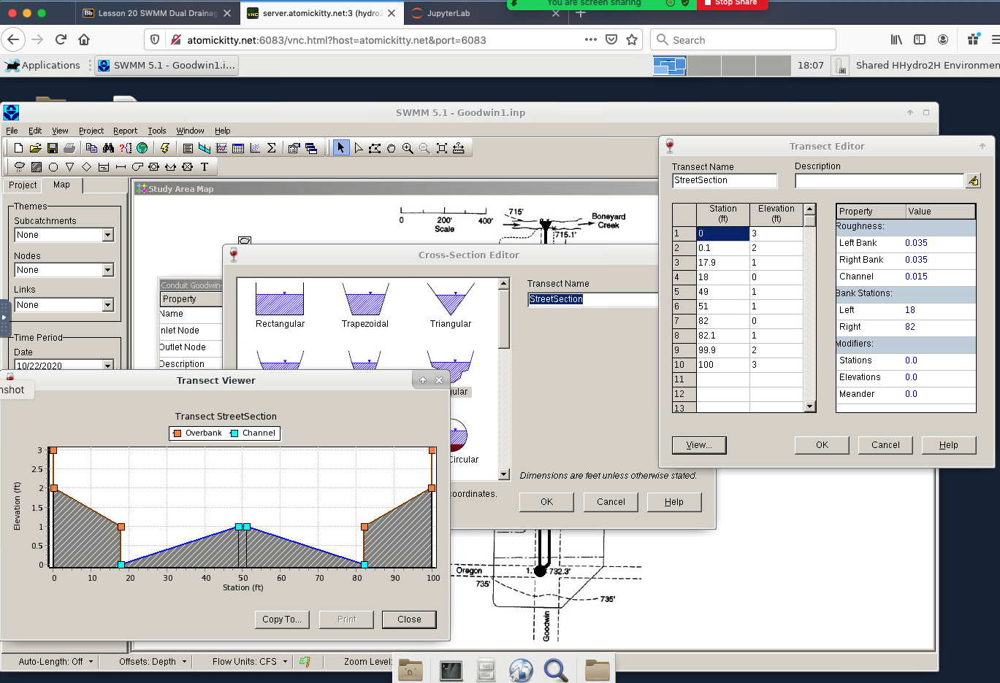 You are screen sharing
Stop Share
Lesson 20 SWMM Dual Drainag
server.atomickitty.net:3 (hydro2
JupyterLab
atomickitty.net:6083/vnc.html?host=atomickitty.net&port=6083
Search
Applications
SWMM 5.1 - Goodwin1.i...
18:07
Shared HHydro2H Environmen
SWMM 5.1 - Goodwin1.inp
File Edit View Project Report Tools Window Help
Project Map
Study Area Map
Themes
Subcatchments
None
Nodes
None
Links
None
Time Period
Date
10/22/2020
0 200' 400'
Scale
715'
715.1'
Boneyard
Creek
Conduit Goodwin-
Property
Name
Inlet Node
Outlet Node
Description
Cross-Section Editor
Rectangular Trapezoidal Triangular
gular
Circular
Transect Name
StreetSection
Dimensions are feet unless otherwise stated.
coordinates.
OK Cancel Help
Transect Editor
Transect Name Description
StreetSection
Station Elevation
(ft) (ft)
1 0 3
2 0.1 2
3 17.9 1
4 18 0
5 49 1
6 51 1
7 82 0
8 82.1 1
9 99.9 2
10 100 3
11
12
13
Property Value
Roughness:
Left Bank 0.035
Right Bank 0.035
Channel 0.015
Bank Stations:
Left 18
Right 82
Modifiers:
Stations 0.0
Elevations 0.0
Meander 0.0
View... OK Cancel Help
nshot
Transect Viewer
Transect StreetSection
Overbank Channel
3
2.5
2
1.5
1
0.5
0
Elevation (ft)
0 10 20 30 40 50 60 70 80 90 100
Station (ft)
Copy To... Print Close
Oregon
732.3'
735'
735'
Goodwin
Auto-Length: Off Offsets: Depth Flow Units: CFS Zoom Level: